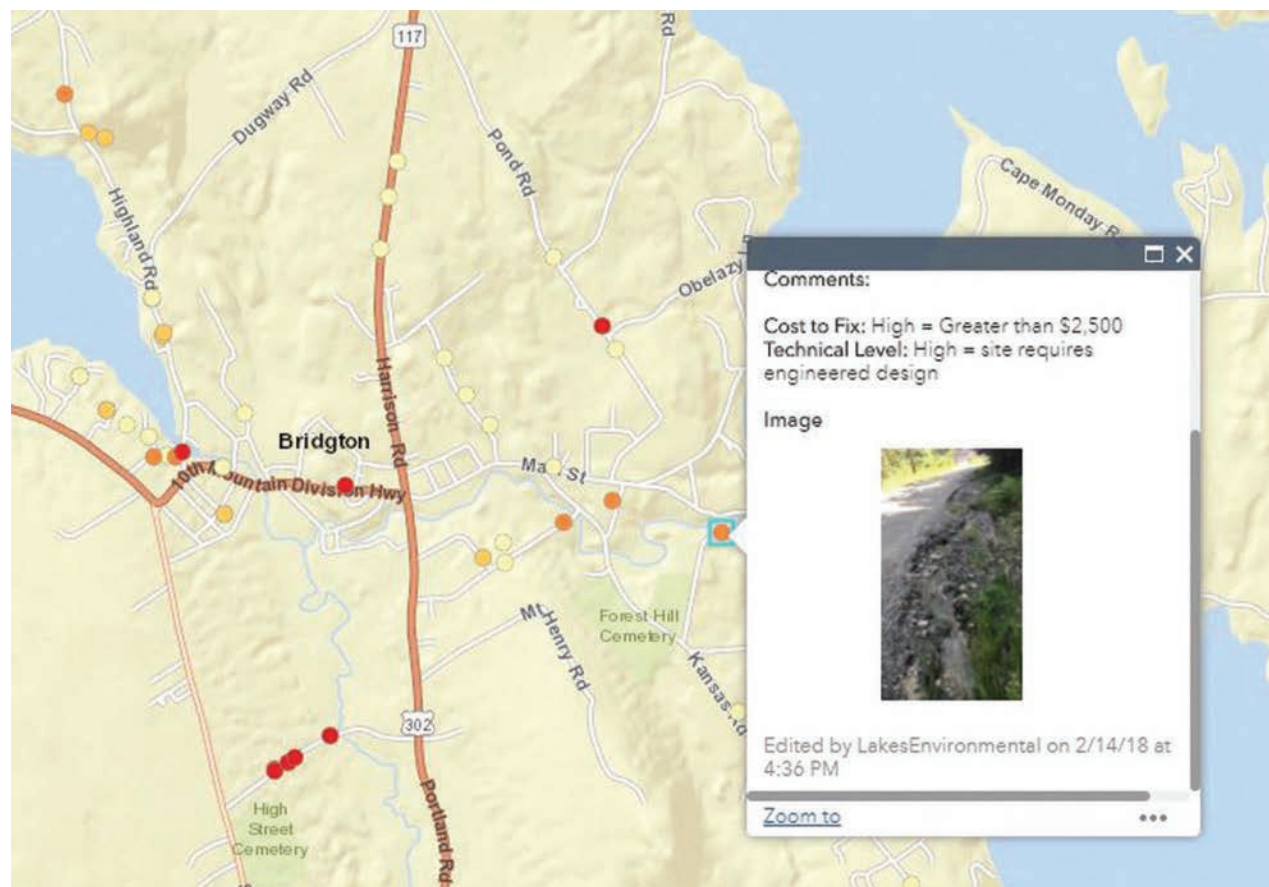 117
Rd
Dugway Rd
Pond Rd
Cape Monday R
Highland Rd
Obelazy
Harrison Rd
Bridgton
Ma St
10th Mountain Division Hwy
Forest Hill
Cemetery
Mt Henry Rd
Kansas Rd
302
Portland Rd
High
Street
Cemetery
Comments:
Cost to Fix: High = Greater than $2,500
Technical Level: High = site requires
engineered design
Image
Edited by LakesEnvironmental on 2/14/18 at
4:36 PM
Zoom to